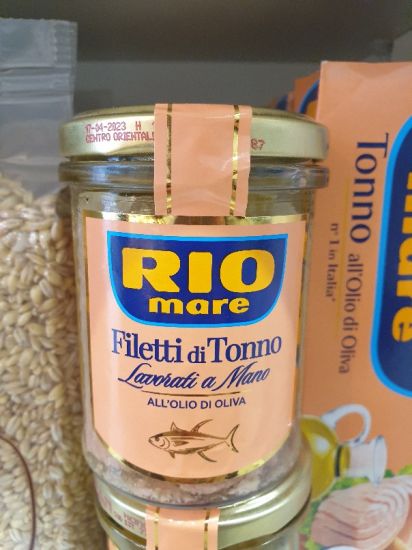 17-04-2023 H
CENTRO ORIENTALE
87
RIO
mare
Filetti di Tonno
Lavorati a Mano
ALL'OLIO DI OLIVA
Tonno all'Olio di Oliva
n° 1 in Italia*
mare